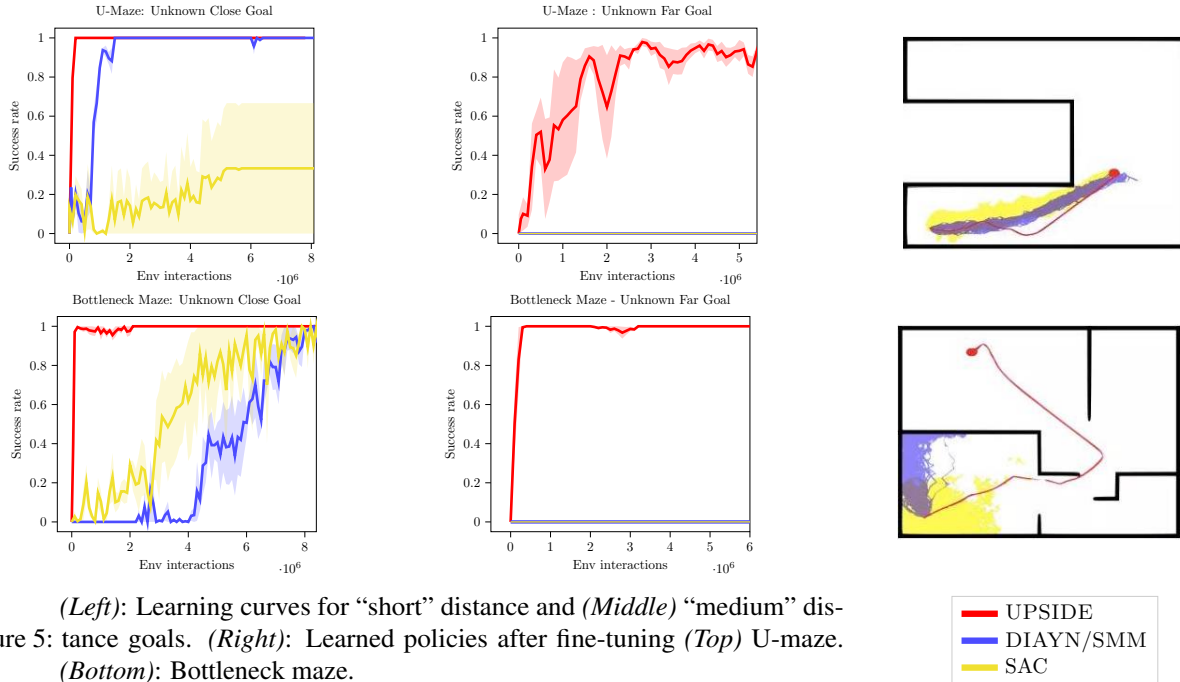 U-Maze: Unknown Close Goal
1
0.8
0.6
0.4
0.2
0
Success rate
0 2 4 6 8
Env interactions
·10⁶
U-Maze : Unknown Far Goal
1
0.8
0.6
0.4
0.2
0
Success rate
0 1 2 3 4 5
Env interactions
·10⁶
Bottleneck Maze: Unknown Close Goal
1
0.8
0.6
0.4
0.2
0
Success rate
0 2 4 6 8
Env interactions
·10⁶
Bottleneck Maze - Unknown Far Goal
1
0.8
0.6
0.4
0.2
0
Success rate
0 1 2 3 4 5 6
Env interactions
·10⁶
(Left): Learning curves for “short” distance and (Middle) “medium” dis-
ure 5: tance goals. (Right): Learned policies after fine-tuning (Top) U-maze.
(Bottom): Bottleneck maze.
UPSIDE
DIAYN/SMM
SAC